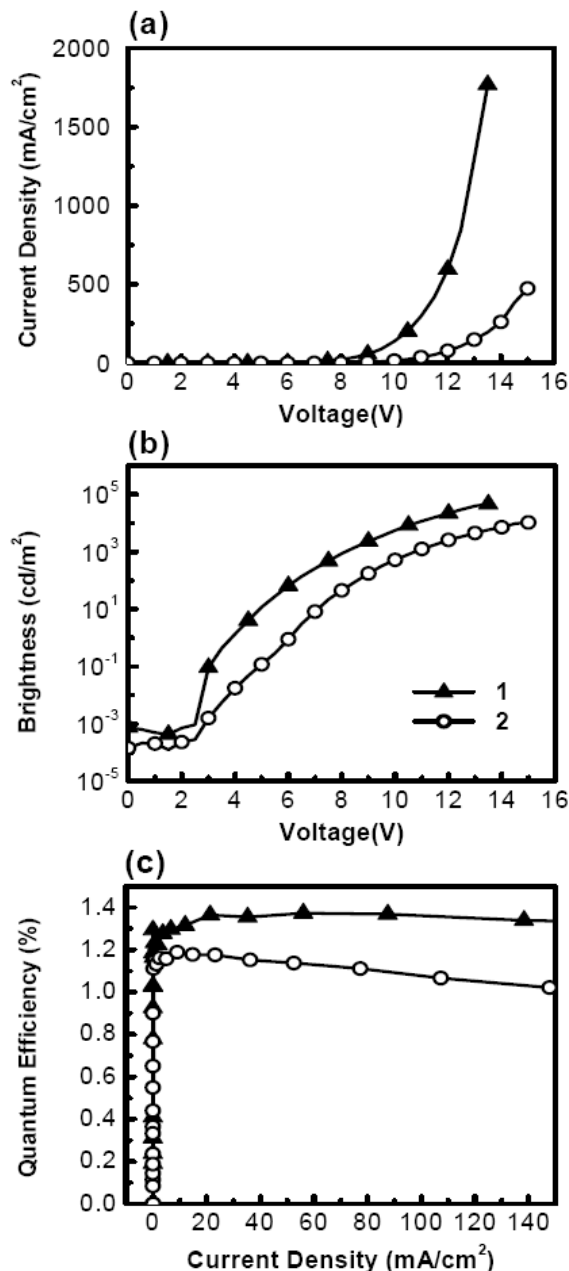 (a)
Current Density (mA/cm²)
2000
1500
1000
500
0
0 2 4 6 8 10 12 14 16
Voltage(V)
(b)
Brightness (cd/m²)
10⁵
10³
10¹
10⁻¹
10⁻³
10⁻⁵
1
2
0 2 4 6 8 10 12 14 16
Voltage(V)
(c)
Quantum Efficiency (%)
1.4
1.2
1.0
0.8
0.6
0.4
0.2
0.0
0 20 40 60 80 100 120 140
Current Density (mA/cm²)